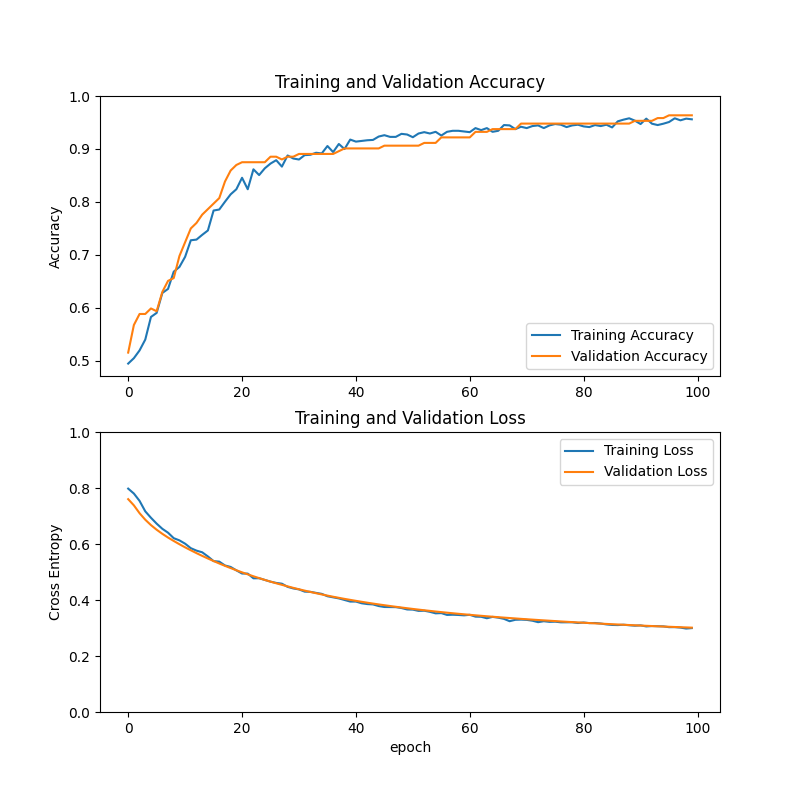 Training and Validation Accuracy
1.0
0.9
0.8
0.7
0.6
0.5
Accuracy
Training Accuracy
Validation Accuracy
0 20 40 60 80 100
Training and Validation Loss
1.0
0.8
0.6
0.4
0.2
0.0
Cross Entropy
Training Loss
Validation Loss
0 20 40 60 80 100
epoch